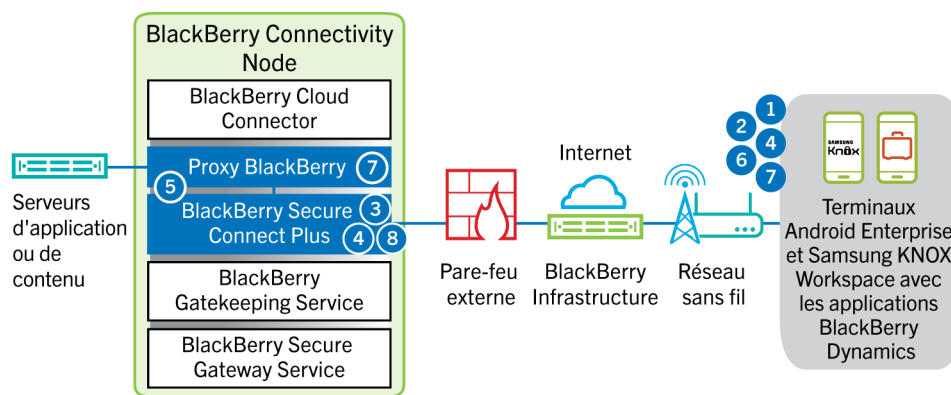 BlackBerry Connectivity
Node
BlackBerry Cloud
Connector
Proxy BlackBerry
7
5
BlackBerry Secure
3
Connect Plus
4
8
BlackBerry
Gatekeeping Service
BlackBerry Secure
Gateway Service
Serveurs
d'application
ou de
contenu
Pare-feu
externe
Internet
BlackBerry
Infrastructure
Réseau
sans fil
1
2
4
6
7
SAMSUNG
Knox
Terminaux
Android Enterprise
et Samsung KNOX
Workspace avec
les applications
BlackBerry
Dynamics